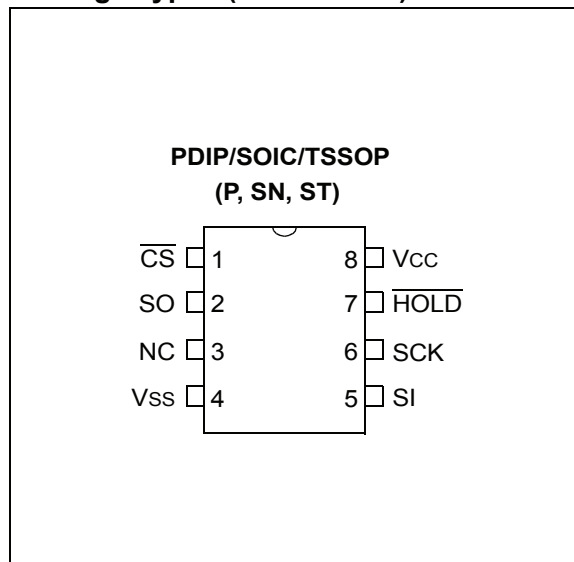 PDIP/SOIC/TSSOP
(P, SN, ST)
CS 1 8 VCC
SO 2 7 HOLD
NC 3 6 SCK
VSS 4 5 SI